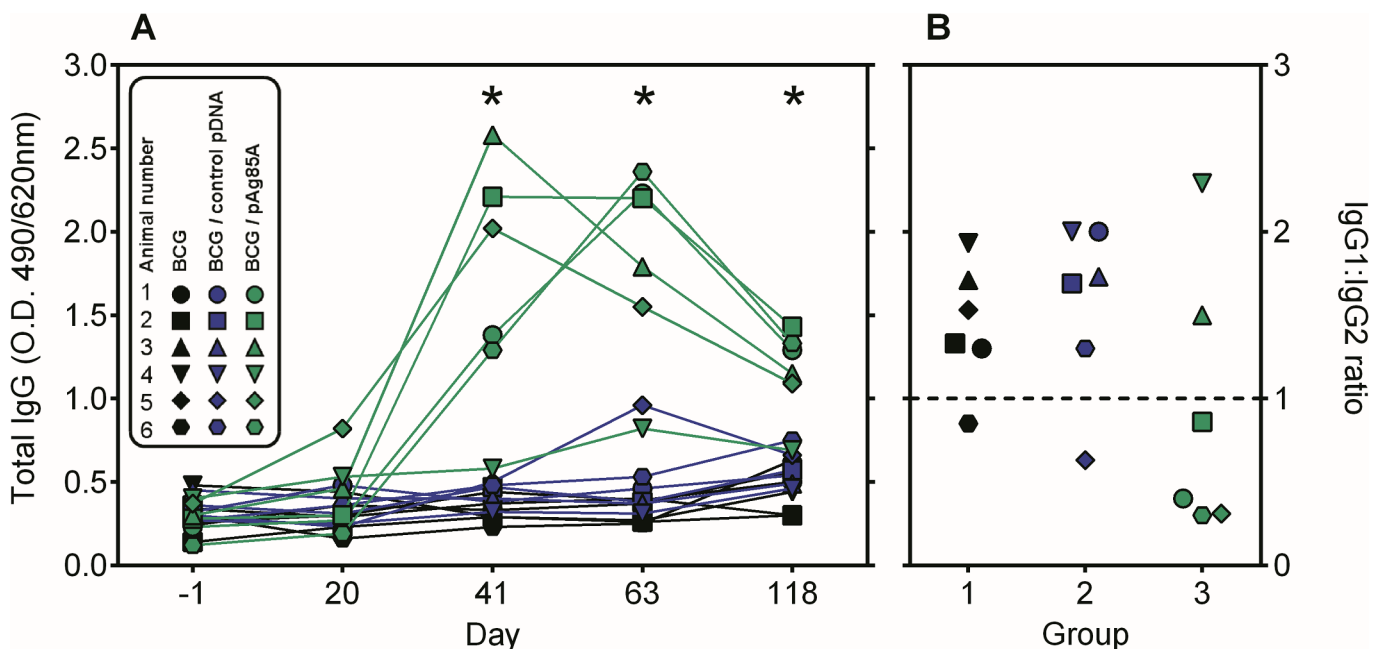 A
B
Total IgG (O.D. 490/620nm)
3.0
2.5
2.0
1.5
1.0
0.5
0.0
Animal number
BCG
BCG / control pDNA
BCG / pAg85A
1
2
3
4
5
6
* * *
-1 20 41 63 118
Day
3
2
1
0
IgG1:IgG2 ratio
1 2 3
Group